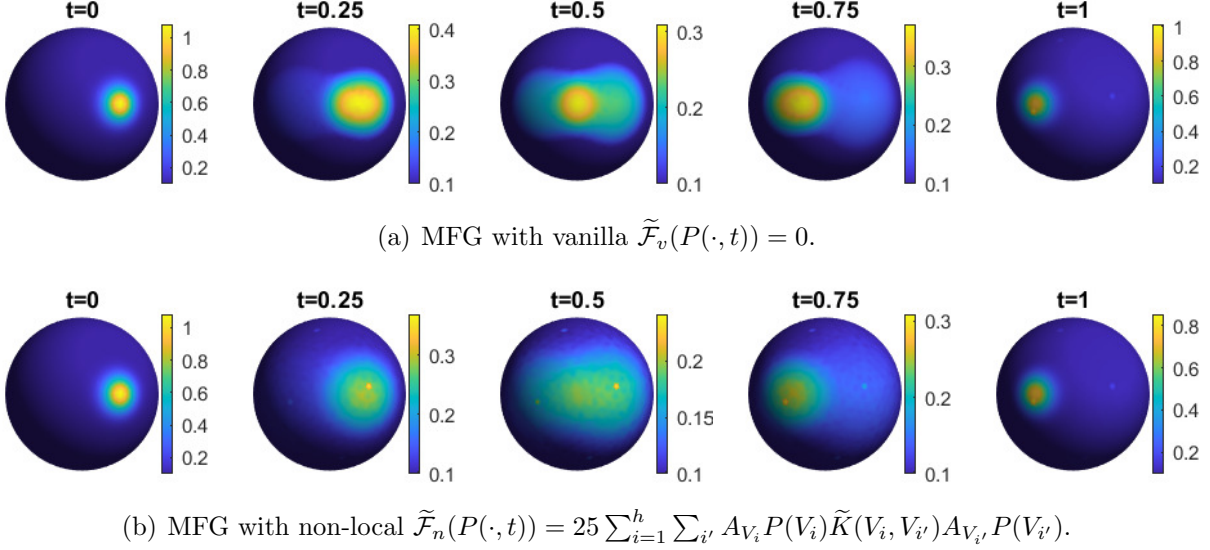 t=0 t=0.25 t=0.5 t=0.75 t=1
1 0.8 0.6 0.4 0.2
0.4 0.3 0.2 0.1
0.3 0.2 0.1
0.3 0.2 0.1
1 0.8 0.6 0.4 0.2
(a) MFG with vanilla $\widetilde{\mathcal{F}}_v(P(\cdot, t)) = 0$.
t=0 t=0.25 t=0.5 t=0.75 t=1
1 0.8 0.6 0.4 0.2
0.3 0.2 0.1
0.2 0.15 0.1
0.3 0.2 0.1
0.8 0.6 0.4 0.2
(b) MFG with non-local $\widetilde{\mathcal{F}}_n(P(\cdot, t)) = 25 \sum_{i=1}^{h} \sum_{i'} A_{V_i} P(V_i) \widetilde{K}(V_i, V_{i'}) A_{V_{i'}} P(V_{i'})$.